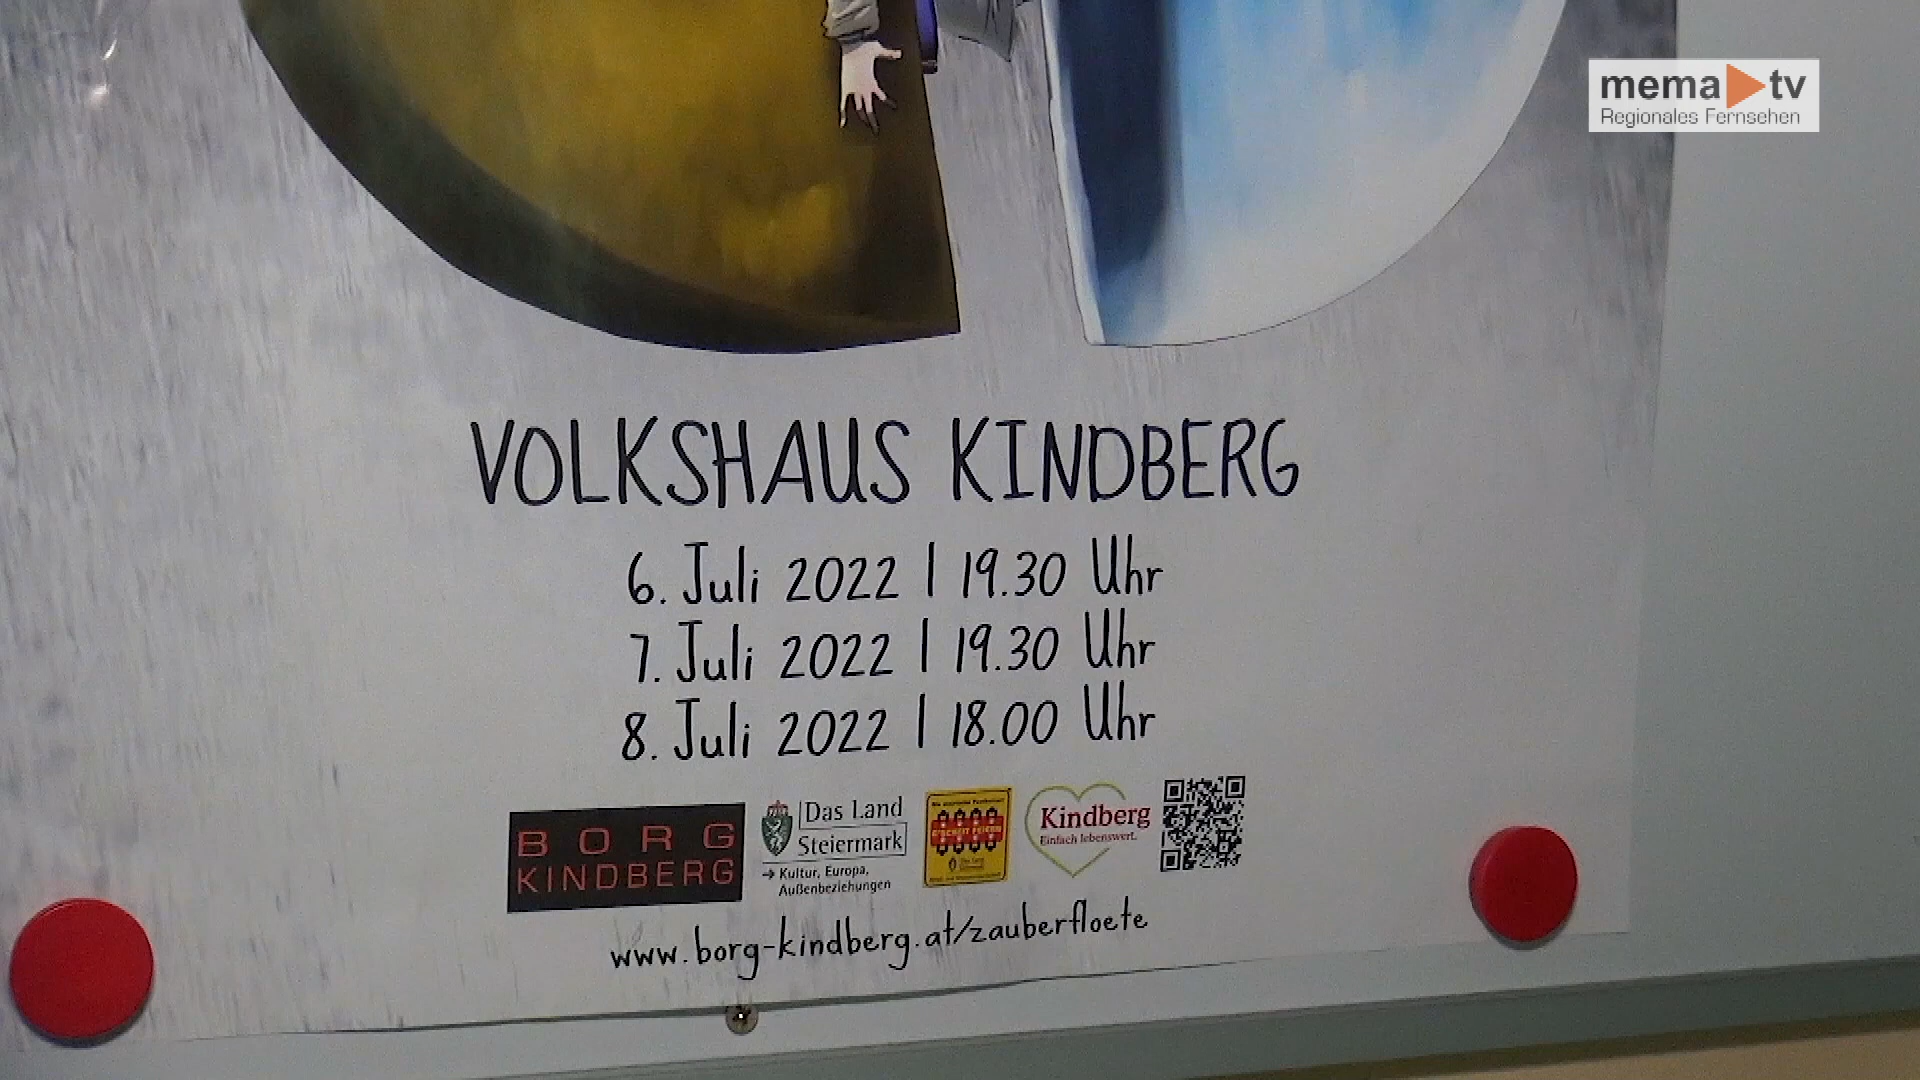 mema tv
Regionales Fernsehen
VOLKSHAUS KINDBERG
6. Juli 2022 | 19.30 Uhr
7. Juli 2022 | 19.30 Uhr
8. Juli 2022 | 18.00 Uhr
BORG
KINDBERG
Das Land
Steiermark
→ Kultur, Europa,
Außenbeziehungen
G'SCHEIT FEIERN
Kindberg
Einfach lebenswert.
www.borg-kindberg.at/zauberfloete